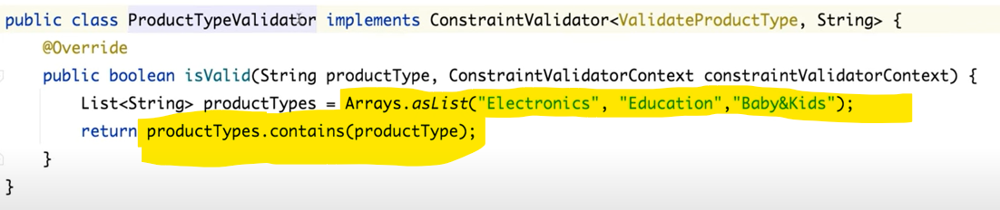 public class ProductTypeValidator implements ConstraintValidator<ValidateProductType, String> {
@Override
public boolean isValid(String productType, ConstraintValidatorContext constraintValidatorContext) {
List<String> productTypes = Arrays.asList("Electronics", "Education","Baby&Kids");
return productTypes.contains(productType);
}
}